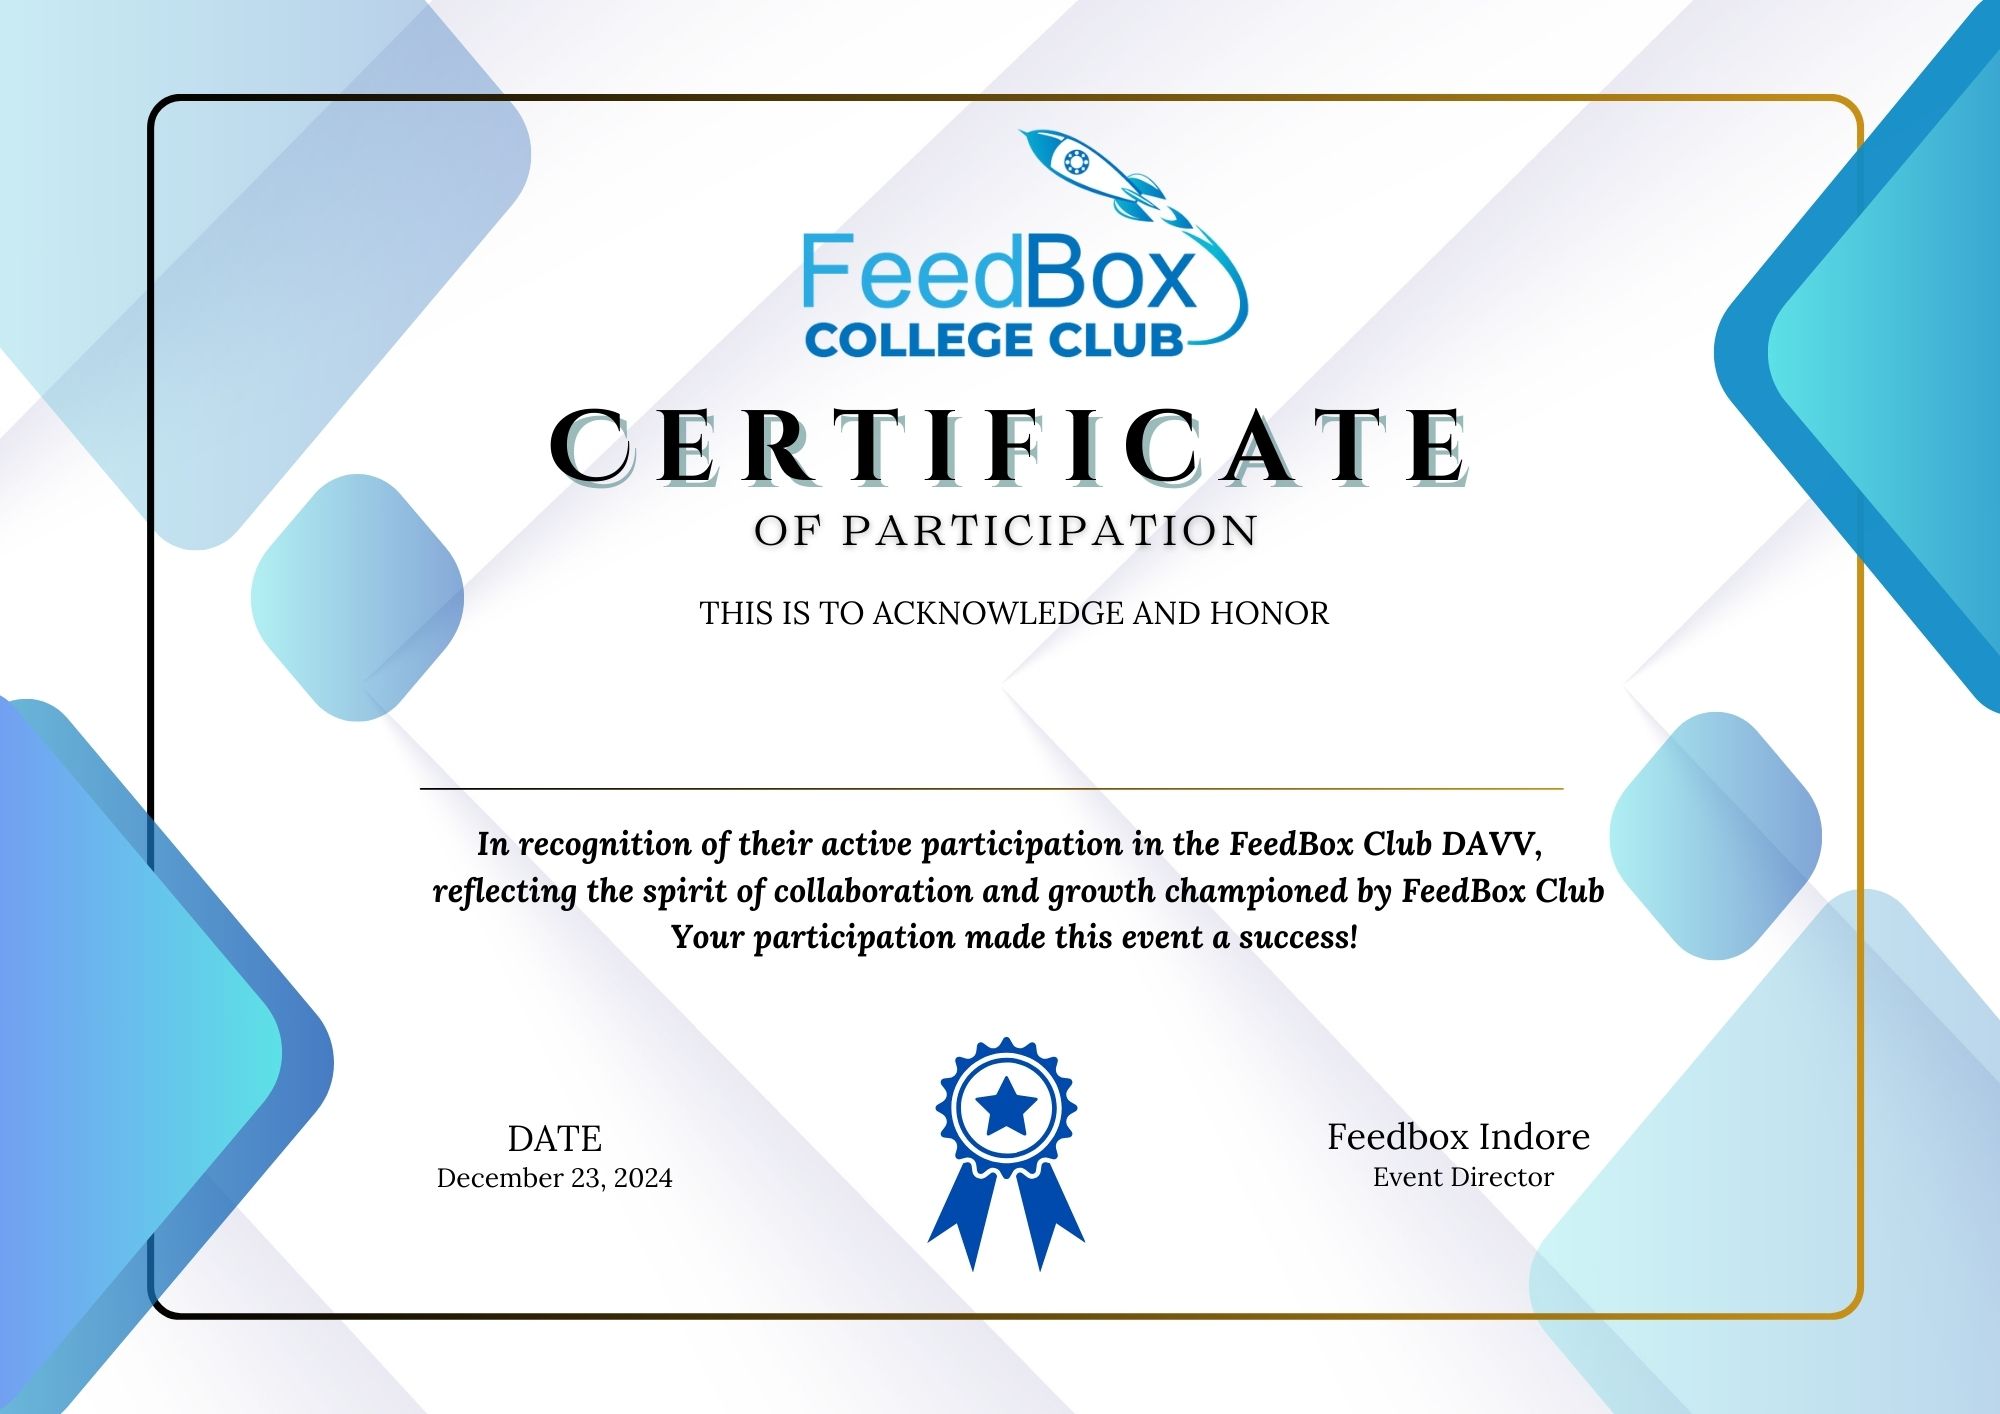 FeedBox
COLLEGE CLUB
CERTIFICATE
OF PARTICIPATION
THIS IS TO ACKNOWLEDGE AND HONOR
In recognition of their active participation in the FeedBox Club DAVV,
reflecting the spirit of collaboration and growth championed by FeedBox Club
Your participation made this event a success!
DATE
December 23, 2024
Feedbox Indore
Event Director